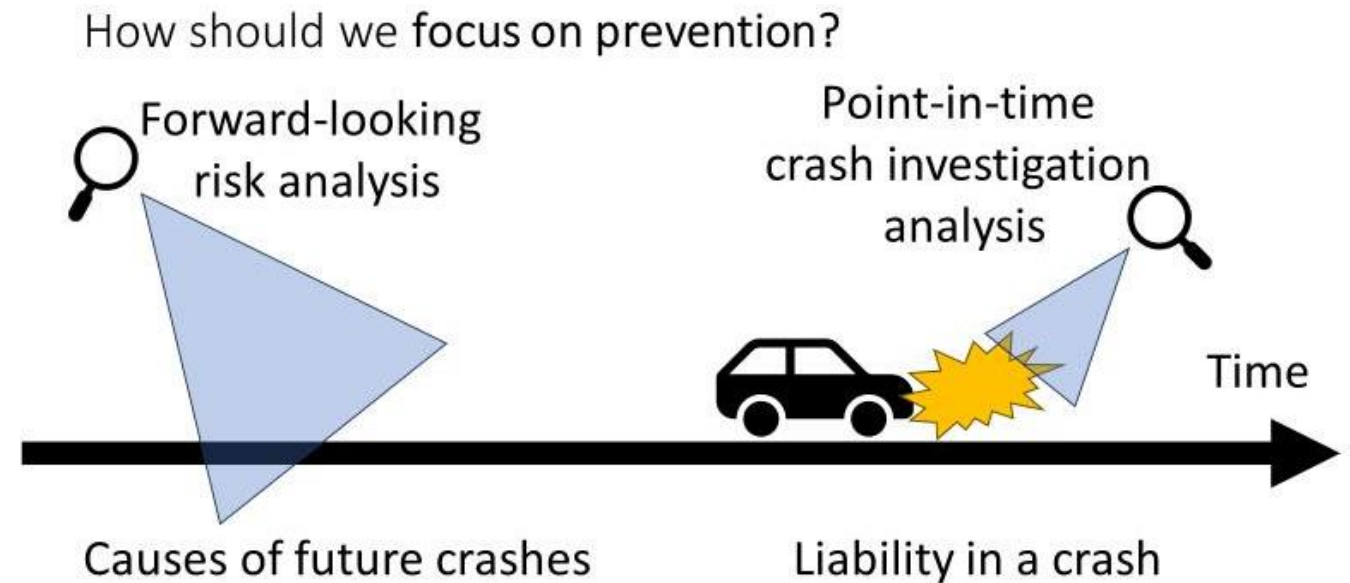 How should we focus on prevention?
Forward-looking
risk analysis
Point-in-time
crash investigation
analysis
Time
Causes of future crashes
Liability in a crash